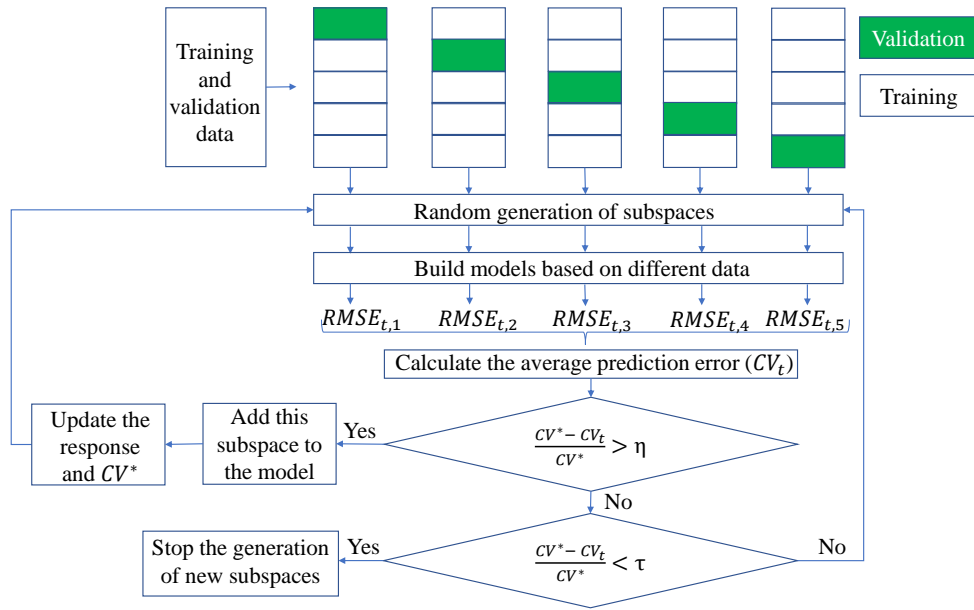 Training
and
validation
data
Validation
Training
Random generation of subspaces
Build models based on different data
RMSE_{t,1} RMSE_{t,2} RMSE_{t,3} RMSE_{t,4} RMSE_{t,5}
Calculate the average prediction error (CV_t)
Update the
response
and CV*
Add this
subspace to
the model
Yes
\frac{CV^* - CV_t}{CV^*} > η
No
Stop the generation
of new subspaces
Yes
\frac{CV^* - CV_t}{CV^*} < τ
No